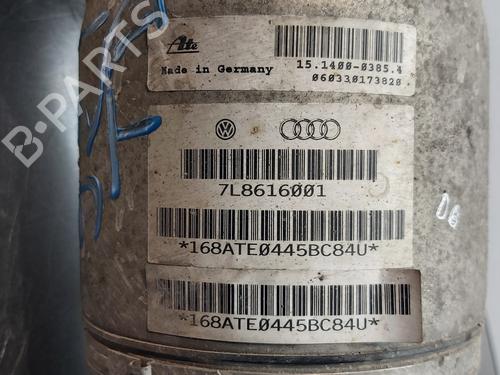 Ate
15.1400-0385.4
Made in Germany
060330173820
7L8616001
*168ATE0445BC84U*
*168ATE0445BC84U*
B-PARTS